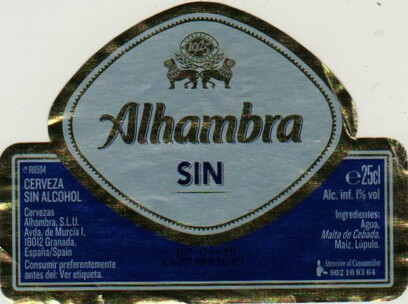 1925
Alhambra
SIN
R6594
CERVEZA
SIN ALCOHOL
Cervezas
Alhambra, S.L.U.
Avda. de Murcia 1,
18012 Granada,
España/Spain
Consumir preferentemente
antes del: Ver etiqueta.
e 25cl
Alc. inf. 1% vol
Ingredientes:
Agua,
Malta de Cebada,
Maíz, Lúpulo.
Atención al Consumidor
902 10 93 64